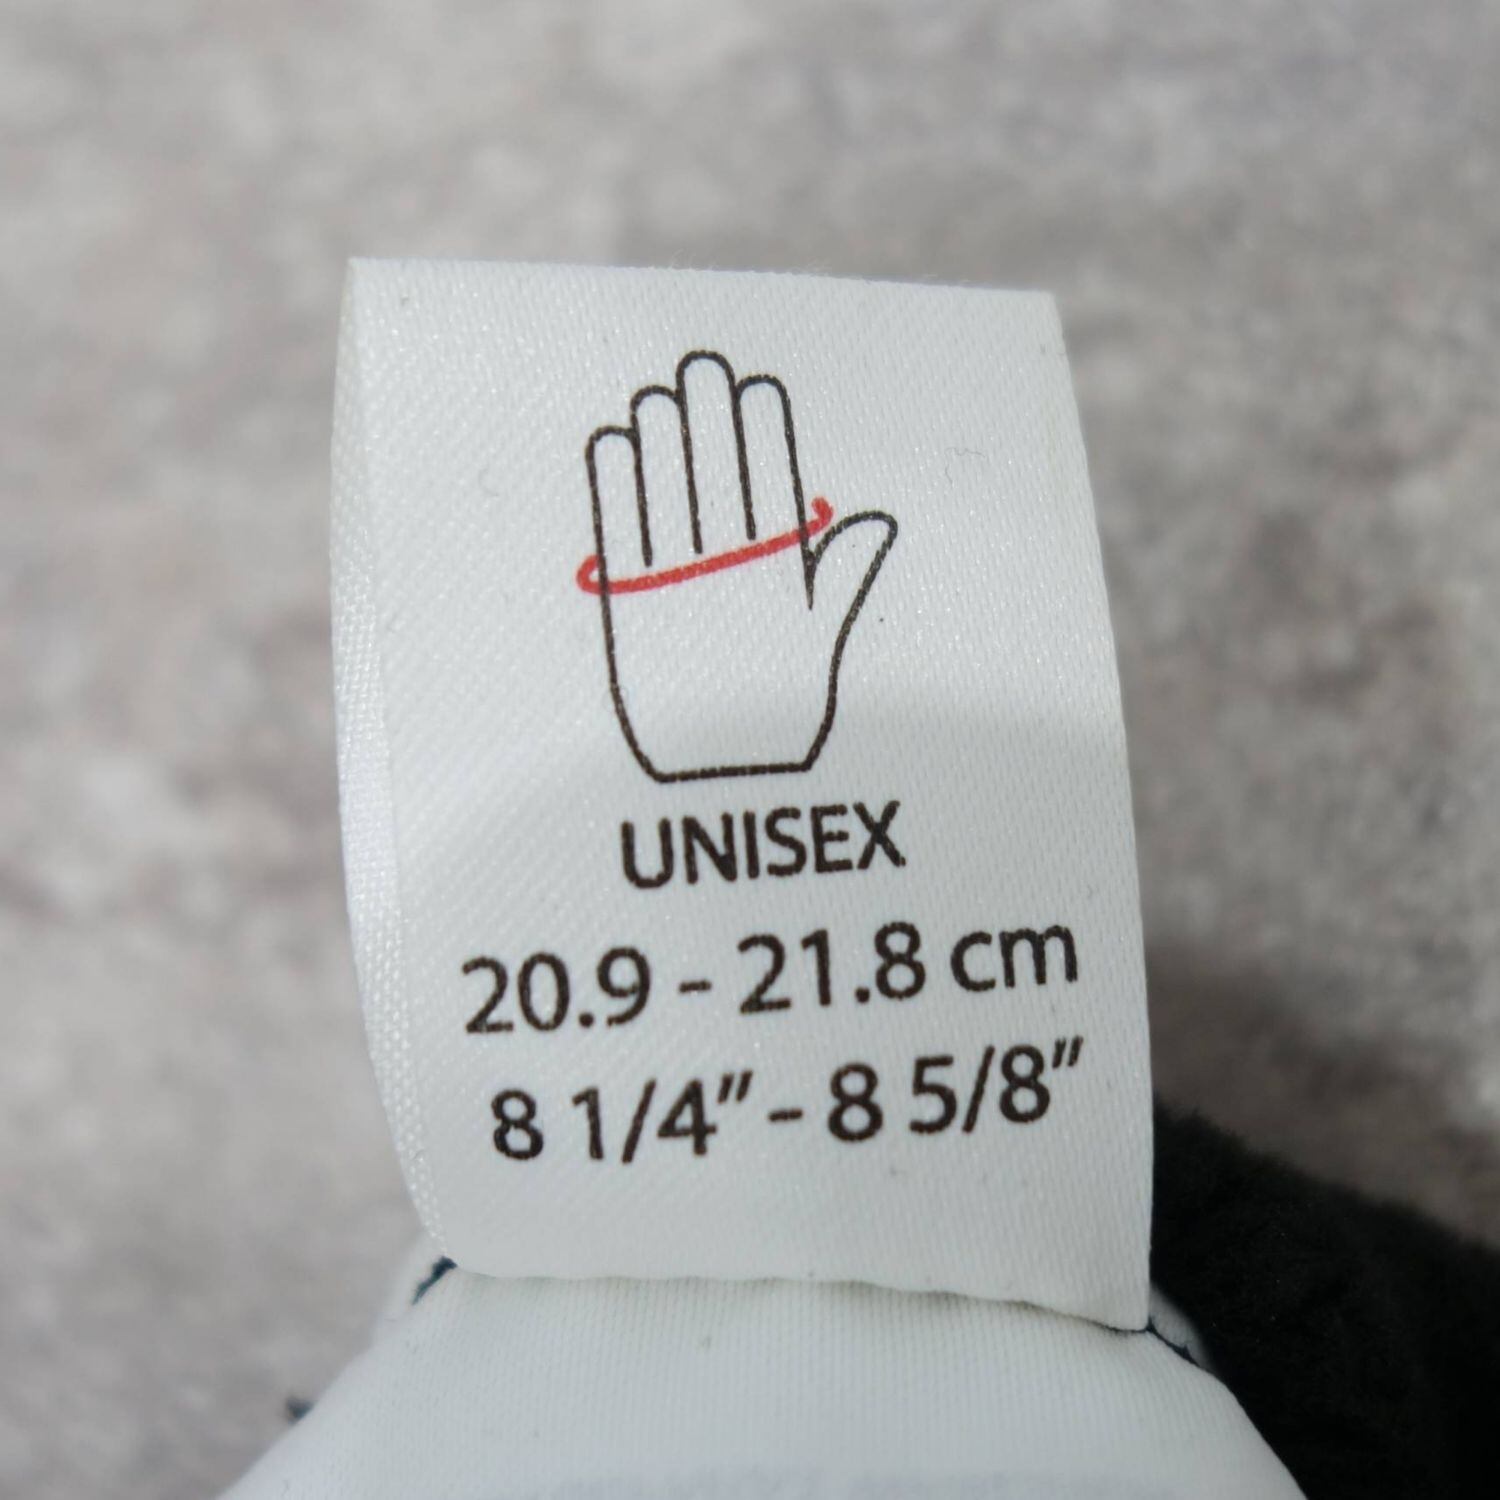 UNISEX
20.9 - 21.8 cm
8 1/4” - 8 5/8”